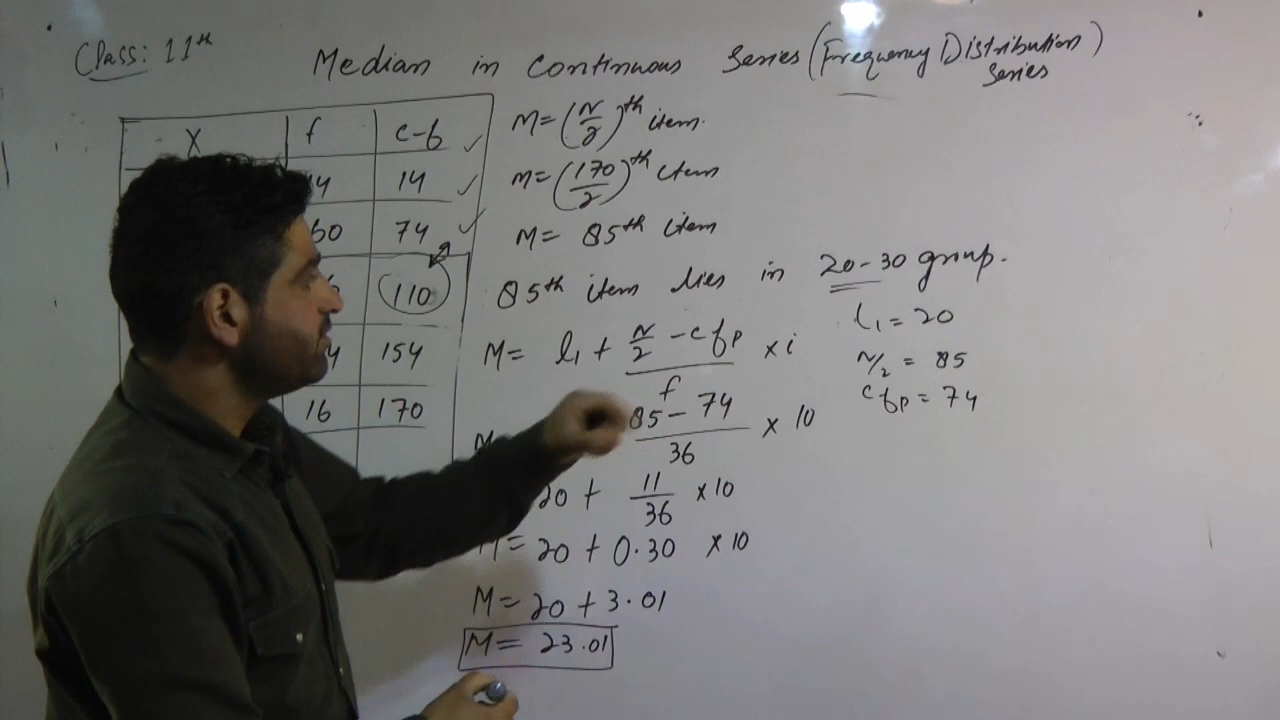 Class: 11th
Median in Continuous Series (Frequency Distribution Series)
X f c-f
14 14
60 74
110
154
16 170
M = (N/2)th item.
M = (170/2)th item
M = 85th item
85th item lies in 20-30 group.
M = l₁ + N/2 - cfp / f × i
85 - 74 / 36 × 10
20 + 11/36 × 10
M = 20 + 0.30 × 10
M = 20 + 3.01
M = 23.01
l₁ = 20
N/2 = 85
cfp = 74